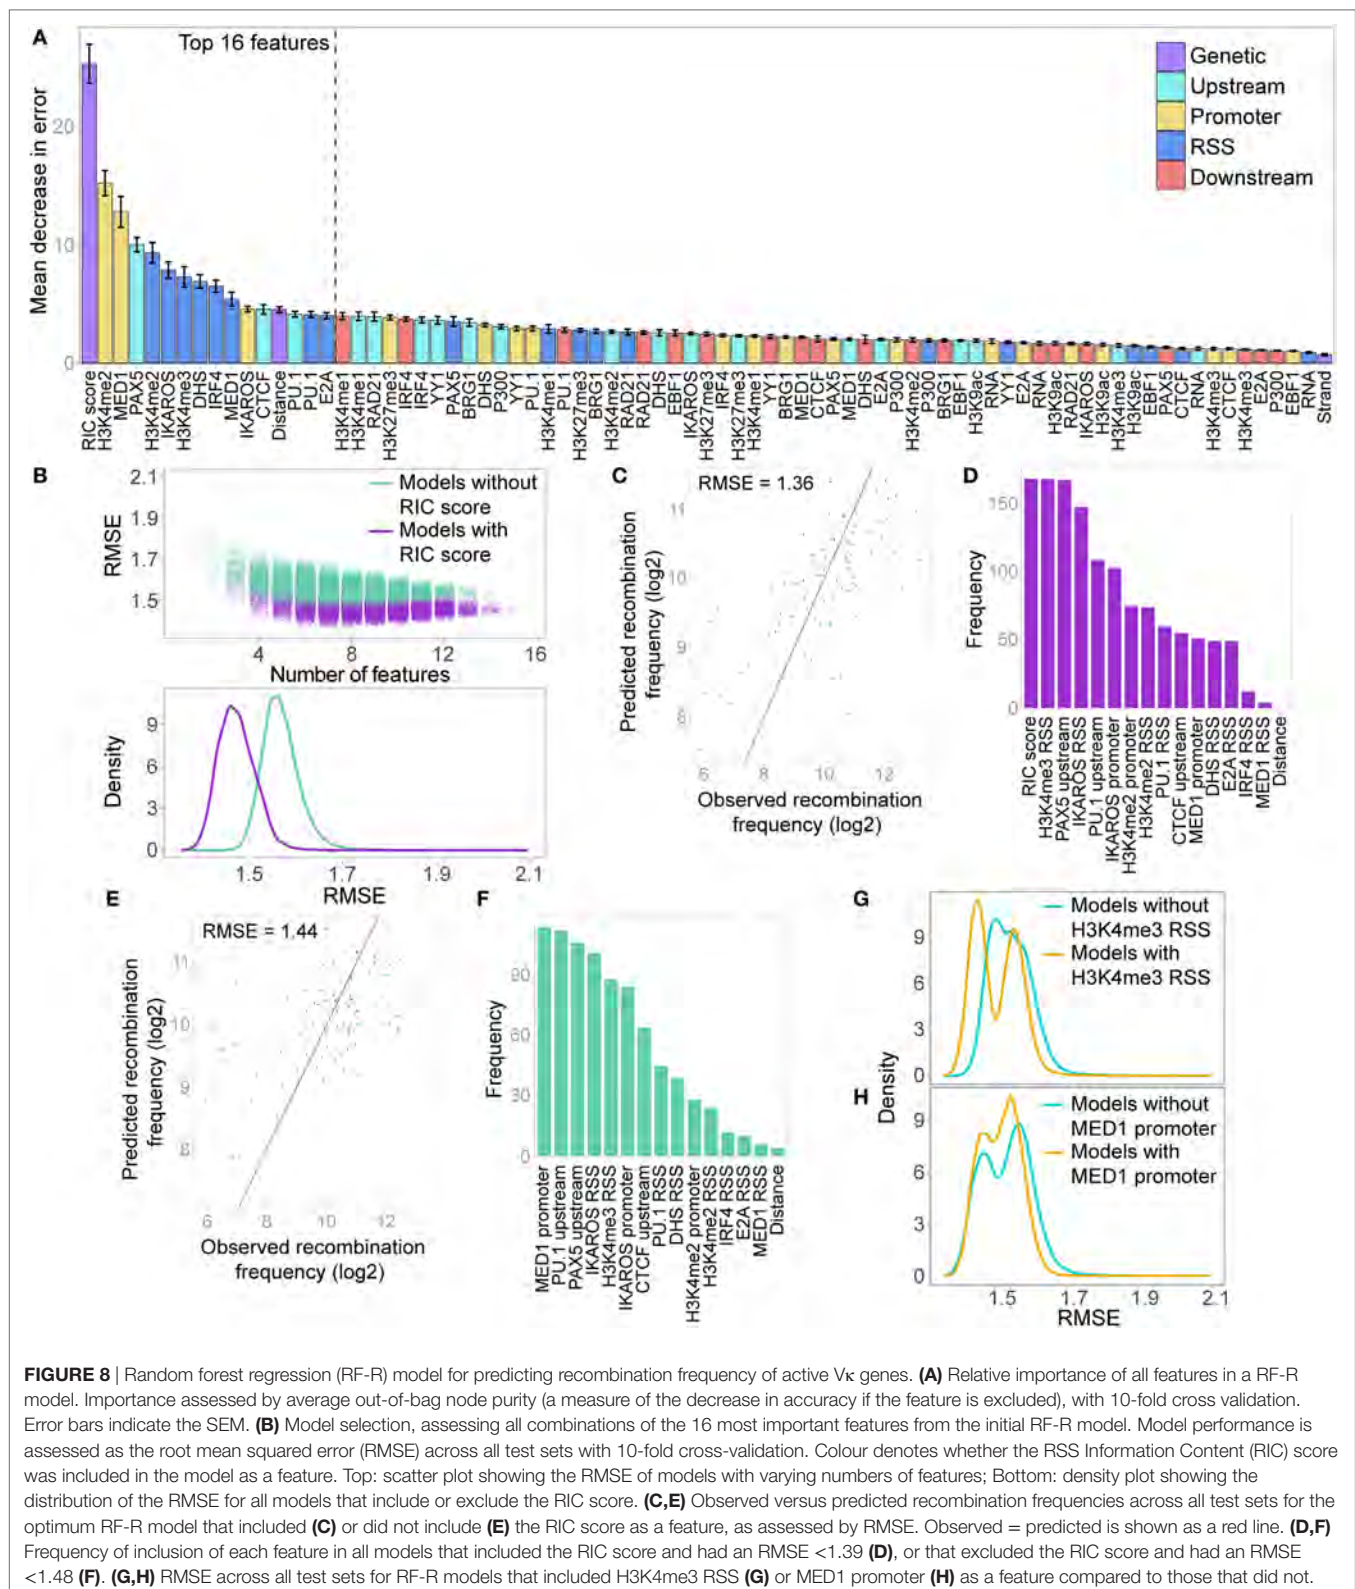 A
Top 16 features
Genetic
Upstream
Promoter
RSS
Downstream
Mean decrease in error
20
10
0
RIC score
H3K4me2
MED1
PAX5
H3K4me2
IKAROS
H3K4me3
DHS
IRF4
MED1
IKAROS
CTCF
Distance
PU.1
PU.1
E2A
H3K4me1
H3K4me1
RAD21
H3K27me3
IRF4
IRF4
YY1
PAX5
BRG1
DHS
P300
YY1
PU.1
H3K4me1
PU.1
H3K27me3
BRG1
H3K4me2
RAD21
RAD21
DHS
EBF1
IKAROS
H3K27me3
IRF4
H3K27me3
H3K4me1
YY1
BRG1
MED1
CTCF
PAX5
MED1
DHS
E2A
P300
H3K4me2
P300
BRG1
EBF1
H3K9ac
RNA
YY1
E2A
RNA
H3K9ac
RAD21
IKAROS
H3K9ac
H3K4me3
H3K9ac
EBF1
PAX5
CTCF
RNA
H3K4me3
CTCF
H3K4me3
E2A
P300
EBF1
RNA
Strand
B
2.1
1.9
1.7
1.5
RMSE
Models without
RIC score
Models with
RIC score
4
8
12
16
Number of features
9
6
3
0
Density
1.5
1.7
1.9
2.1
RMSE
C
RMSE = 1.36
11
10
9
8
Predicted recombination
frequency (log2)
6
8
10
12
Observed recombination
frequency (log2)
D
150
100
50
0
Frequency
RIC score
H3K4me3 RSS
PAX5 upstream
IKAROS RSS
PU.1 upstream
IKAROS promoter
H3K4me2 promoter
H3K4me2 RSS
PU.1 RSS
CTCF upstream
MED1 promoter
DHS RSS
E2A RSS
IRF4 RSS
MED1 RSS
Distance
E
RMSE = 1.44
11
10
9
8
Predicted recombination
frequency (log2)
6
8
10
12
Observed recombination
frequency (log2)
F
90
60
30
0
Frequency
MED1 promoter
PU.1 upstream
PAX5 upstream
IKAROS RSS
H3K4me3 RSS
IKAROS promoter
CTCF upstream
PU.1 RSS
DHS RSS
H3K4me2 promoter
H3K4me2 RSS
IRF4 RSS
E2A RSS
MED1 RSS
Distance
G
9
6
3
0
Models without
H3K4me3 RSS
Models with
H3K4me3 RSS
Density
H
9
6
3
0
Models without
MED1 promoter
Models with
MED1 promoter
1.5
1.7
1.9
2.1
RMSE
FIGURE 8 | Random forest regression (RF-R) model for predicting recombination frequency of active Vκ genes. (A) Relative importance of all features in a RF-R
model. Importance assessed by average out-of-bag node purity (a measure of the decrease in accuracy if the feature is excluded), with 10-fold cross validation.
Error bars indicate the SEM. (B) Model selection, assessing all combinations of the 16 most important features from the initial RF-R model. Model performance is
assessed as the root mean squared error (RMSE) across all test sets with 10-fold cross-validation. Colour denotes whether the RSS Information Content (RIC) score
was included in the model as a feature. Top: scatter plot showing the RMSE of models with varying numbers of features; Bottom: density plot showing the
distribution of the RMSE for all models that include or exclude the RIC score. (C,E) Observed versus predicted recombination frequencies across all test sets for the
optimum RF-R model that included (C) or did not include (E) the RIC score as a feature, as assessed by RMSE. Observed = predicted is shown as a red line. (D,F)
Frequency of inclusion of each feature in all models that included the RIC score and had an RMSE <1.39 (D), or that excluded the RIC score and had an RMSE
<1.48 (F). (G,H) RMSE across all test sets for RF-R models that included H3K4me3 RSS (G) or MED1 promoter (H) as a feature compared to those that did not.